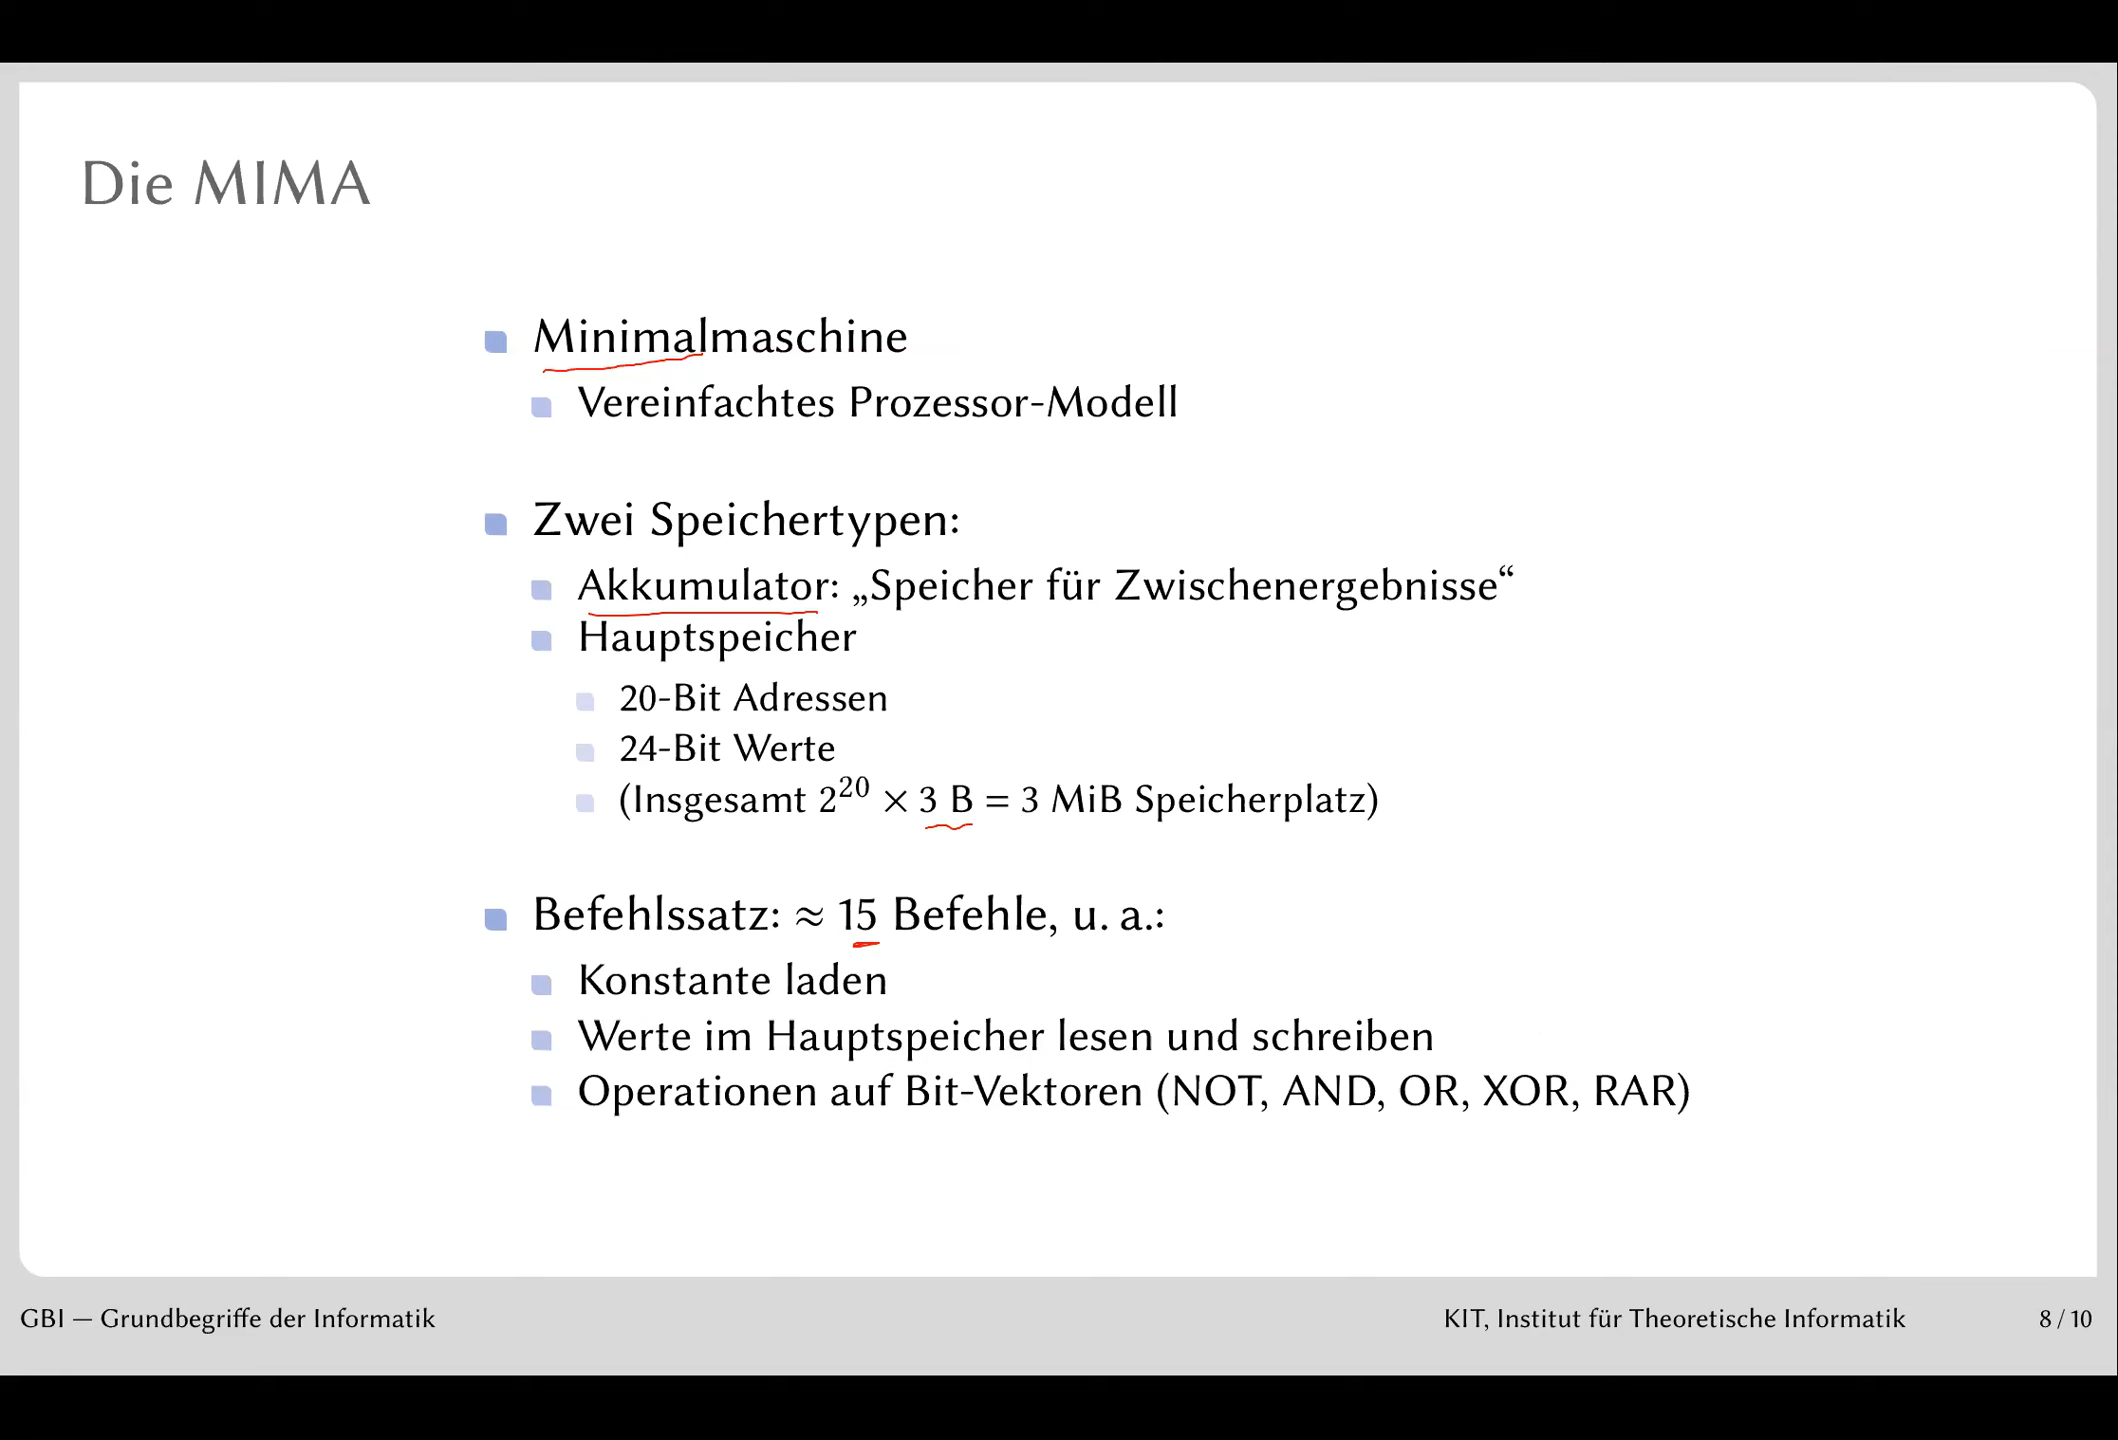 Die MIMA
Minimalmaschine
Vereinfachtes Prozessor-Modell
Zwei Speichertypen:
Akkumulator: „Speicher für Zwischenergebnisse“
Hauptspeicher
20-Bit Adressen
24-Bit Werte
(Insgesamt 2²⁰ × 3 B = 3 MiB Speicherplatz)
Befehlssatz: ≈ 15 Befehle, u. a.:
Konstante laden
Werte im Hauptspeicher lesen und schreiben
Operationen auf Bit-Vektoren (NOT, AND, OR, XOR, RAR)
GBI — Grundbegriffe der Informatik
KIT, Institut für Theoretische Informatik
8 / 10